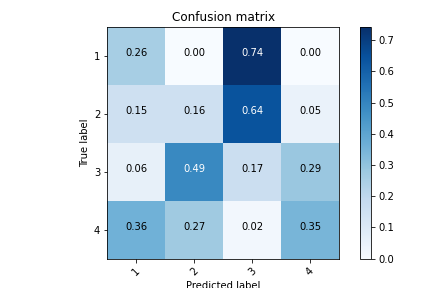 Confusion matrix
1 0.26 0.00 0.74 0.00
2 0.15 0.16 0.64 0.05
3 0.06 0.49 0.17 0.29
4 0.36 0.27 0.02 0.35
1 2 3 4
True label
Predicted label
0.7
0.6
0.5
0.4
0.3
0.2
0.1
0.0